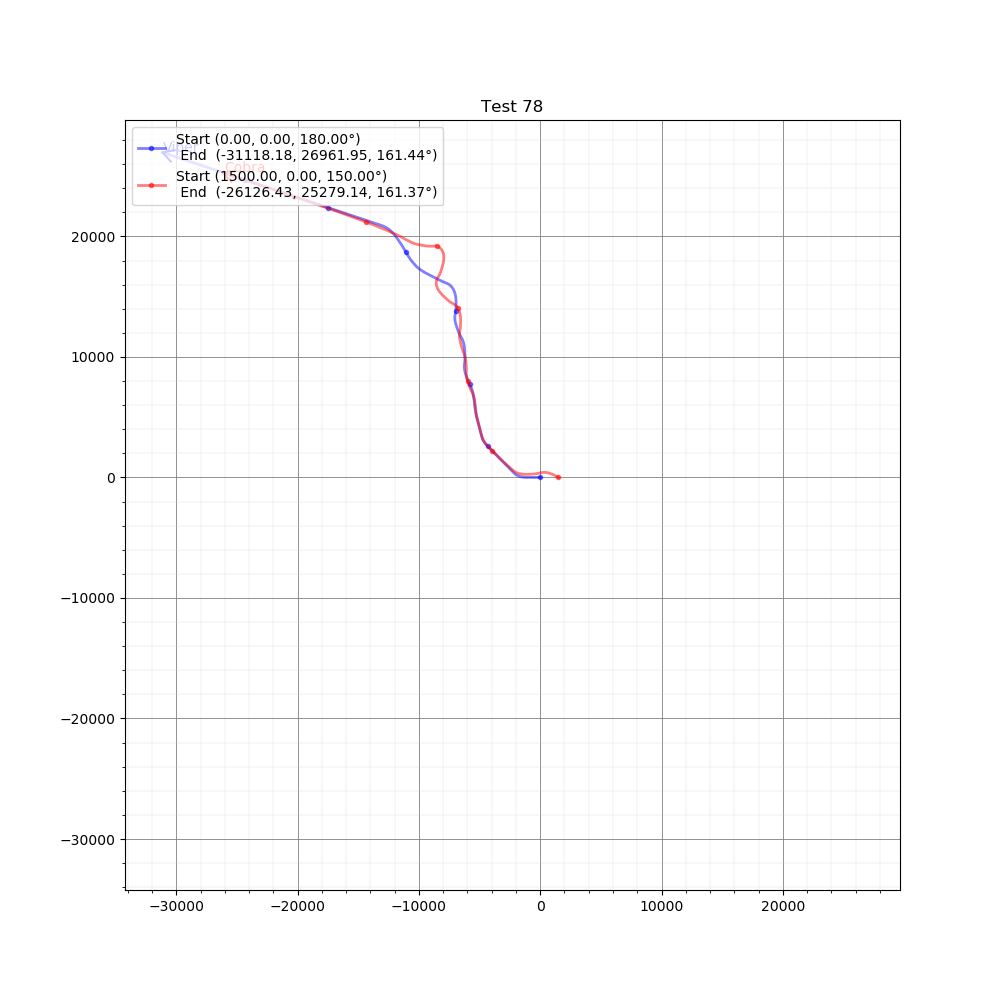 Test 78
Start (0.00, 0.00, 180.00°)
End (-31118.18, 26961.95, 161.44°)
Start (1500.00, 0.00, 150.00°)
End (-26126.43, 25279.14, 161.37°)
Viper
Cobra
20000
10000
0
−10000
−20000
−30000
−30000 −20000 −10000 0 10000 20000